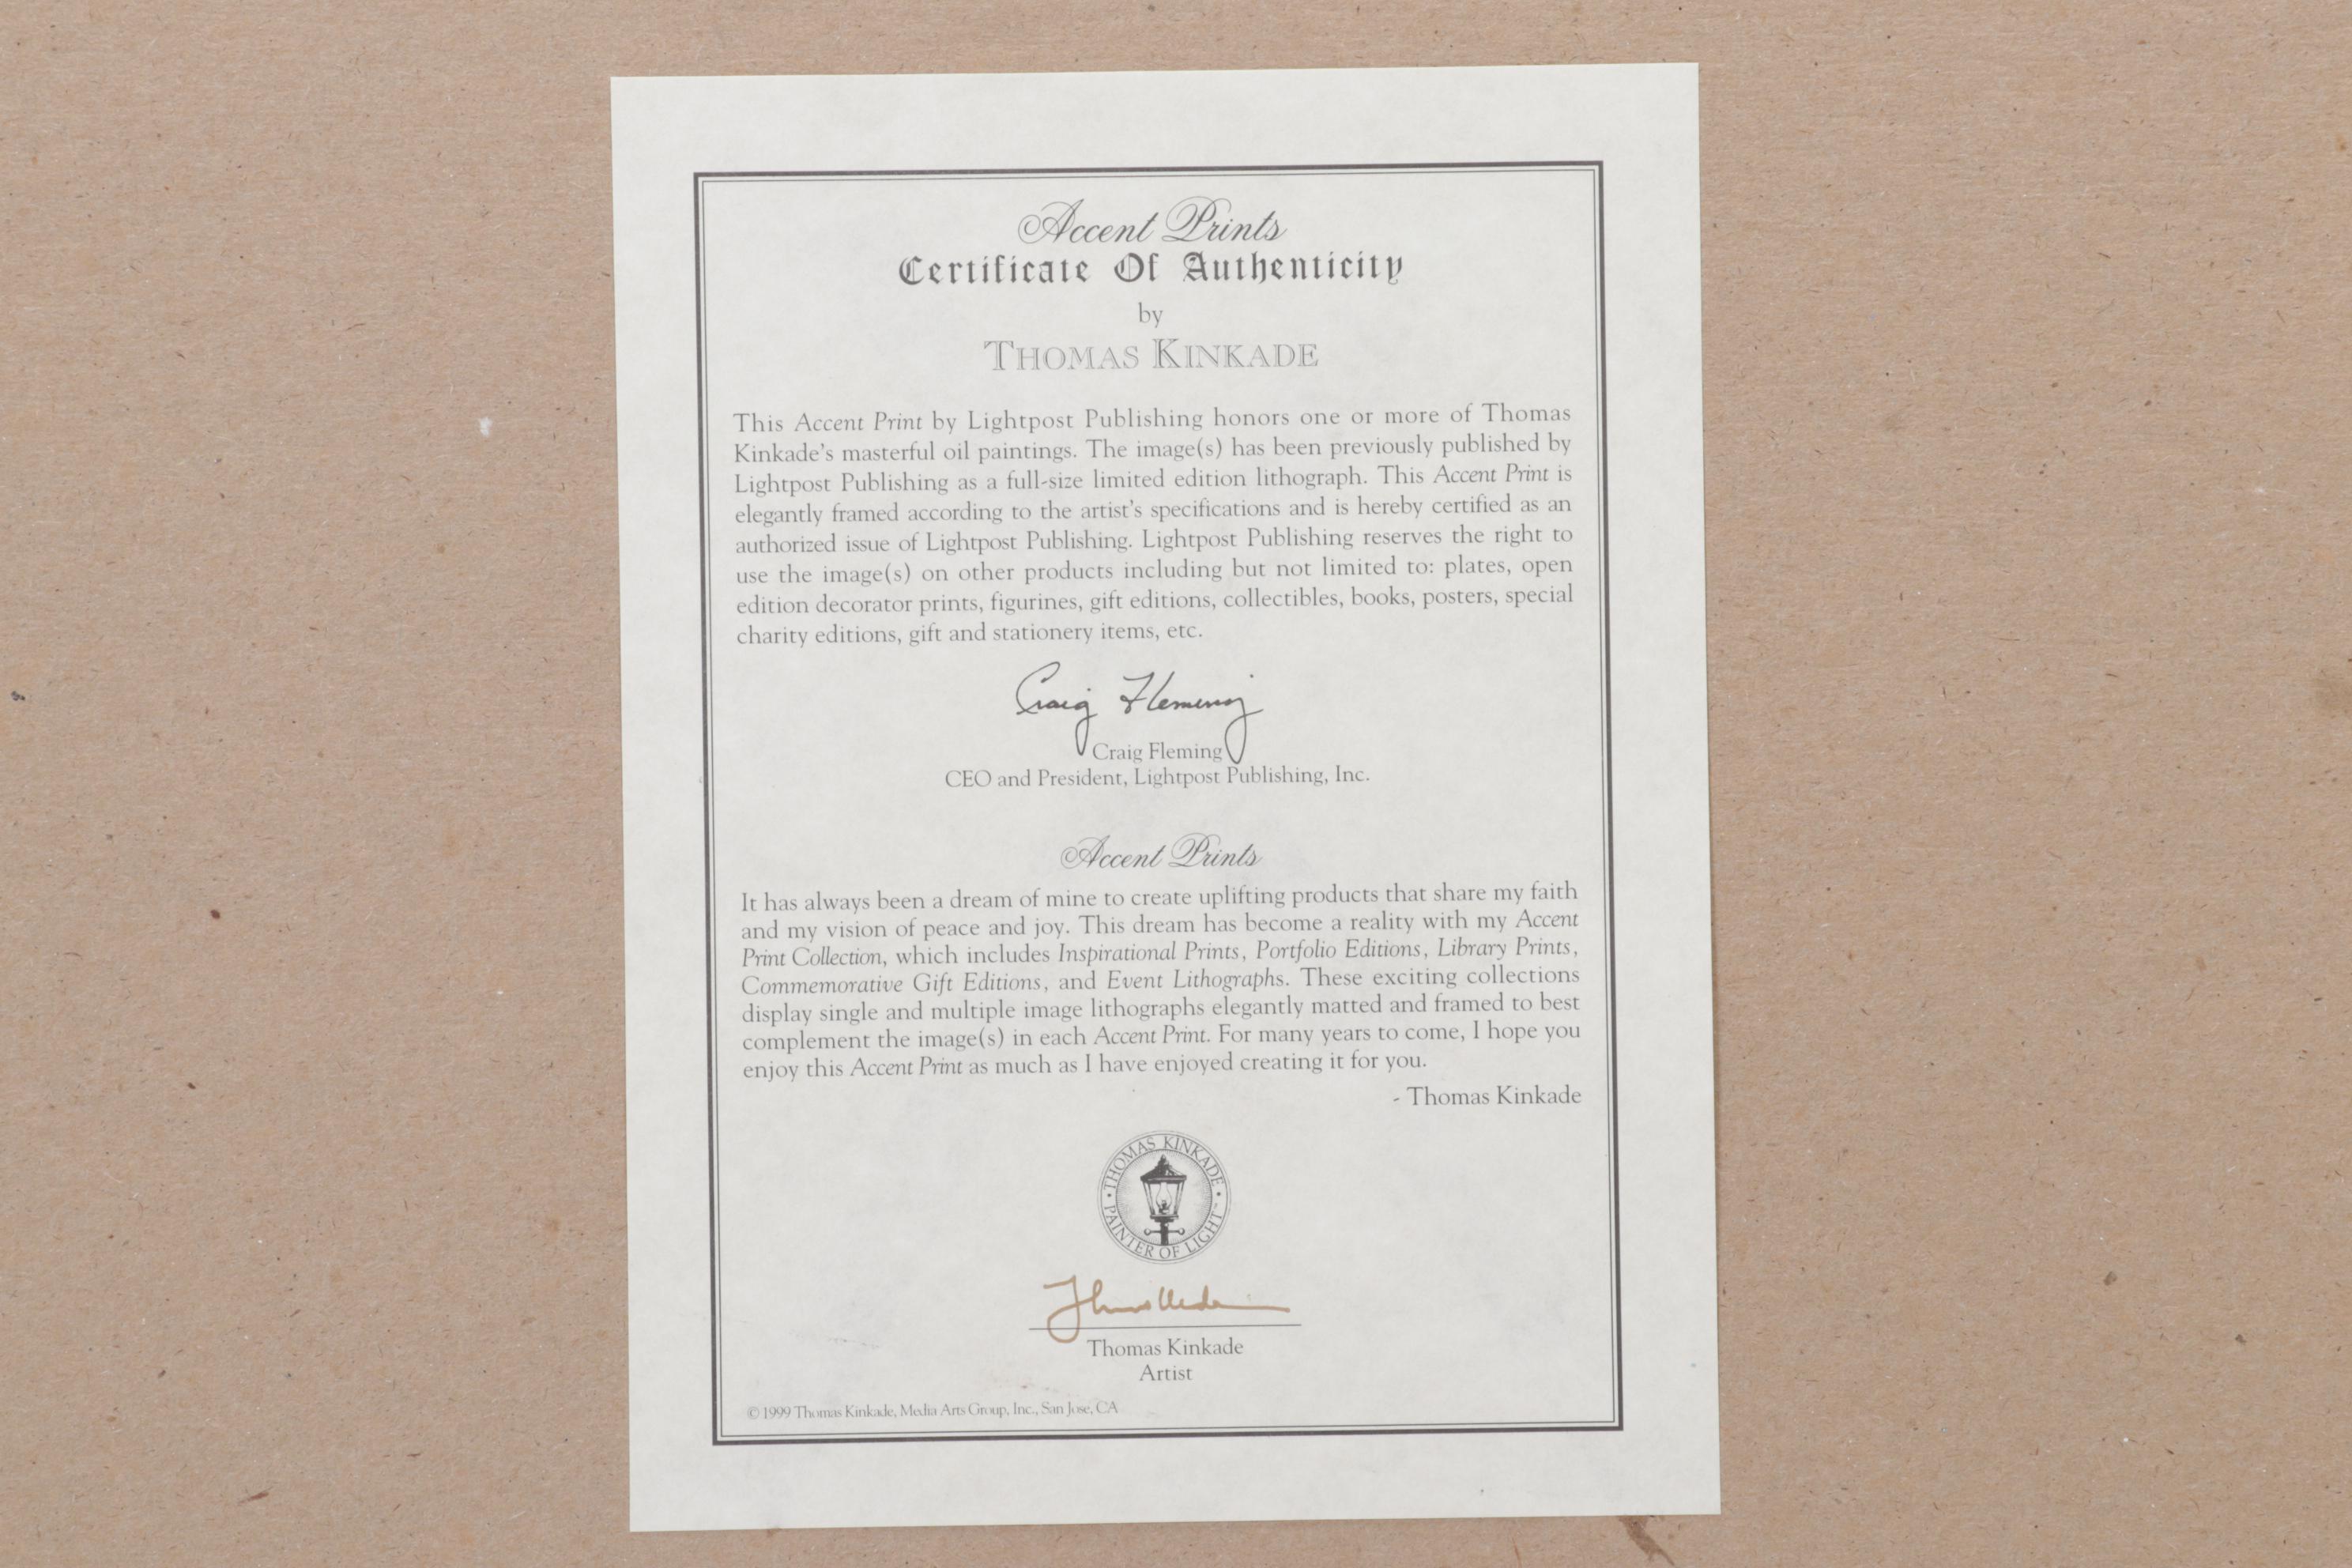 Accent Prints
Certificate Of Authenticity
by
THOMAS KINKADE
This Accent Print by Lightpost Publishing honors one or more of Thomas
Kinkade's masterful oil paintings. The image(s) has been previously published by
Lightpost Publishing as a full-size limited edition lithograph. This Accent Print is
elegantly framed according to the artist's specifications and is hereby certified as an
authorized issue of Lightpost Publishing. Lightpost Publishing reserves the right to
use the image(s) on other products including but not limited to: plates, open
edition decorator prints, figurines, gift editions, collectibles, books, posters, special
charity editions, gift and stationery items, etc.
Craig Fleming
Craig Fleming
CEO and President, Lightpost Publishing, Inc.
Accent Prints
It has always been a dream of mine to create uplifting products that share my faith
and my vision of peace and joy. This dream has become a reality with my Accent
Print Collection, which includes Inspirational Prints, Portfolio Editions, Library Prints,
Commemorative Gift Editions, and Event Lithographs. These exciting collections
display single and multiple image lithographs elegantly matted and framed to best
complement the image(s) in each Accent Print. For many years to come, I hope you
enjoy this Accent Print as much as I have enjoyed creating it for you.
- Thomas Kinkade
• THOMAS KINKADE •
PAINTER OF LIGHT™
Thomas Kinkade
Artist
© 1999 Thomas Kinkade, Media Arts Group, Inc., San Jose, CA